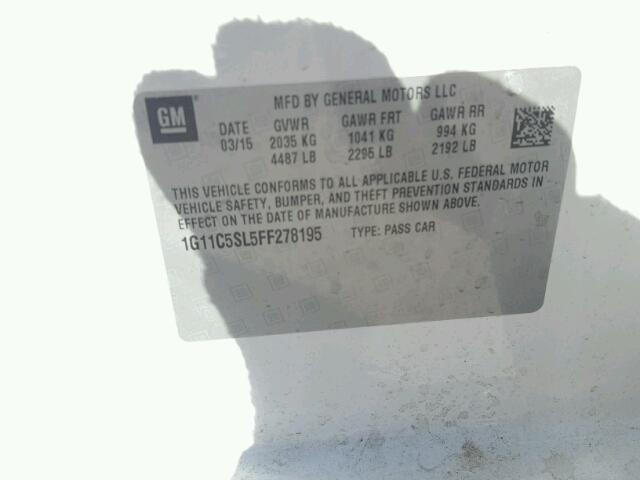 GM
MFD BY GENERAL MOTORS LLC
DATE GVWR GAWR FRT GAWR RR
03/15 2035 KG 1041 KG 994 KG
4487 LB 2295 LB 2192 LB
THIS VEHICLE CONFORMS TO ALL APPLICABLE U.S. FEDERAL MOTOR
VEHICLE SAFETY, BUMPER, AND THEFT PREVENTION STANDARDS IN
EFFECT ON THE DATE OF MANUFACTURE SHOWN ABOVE.
1G11C5SL5FF278195 TYPE: PASS CAR